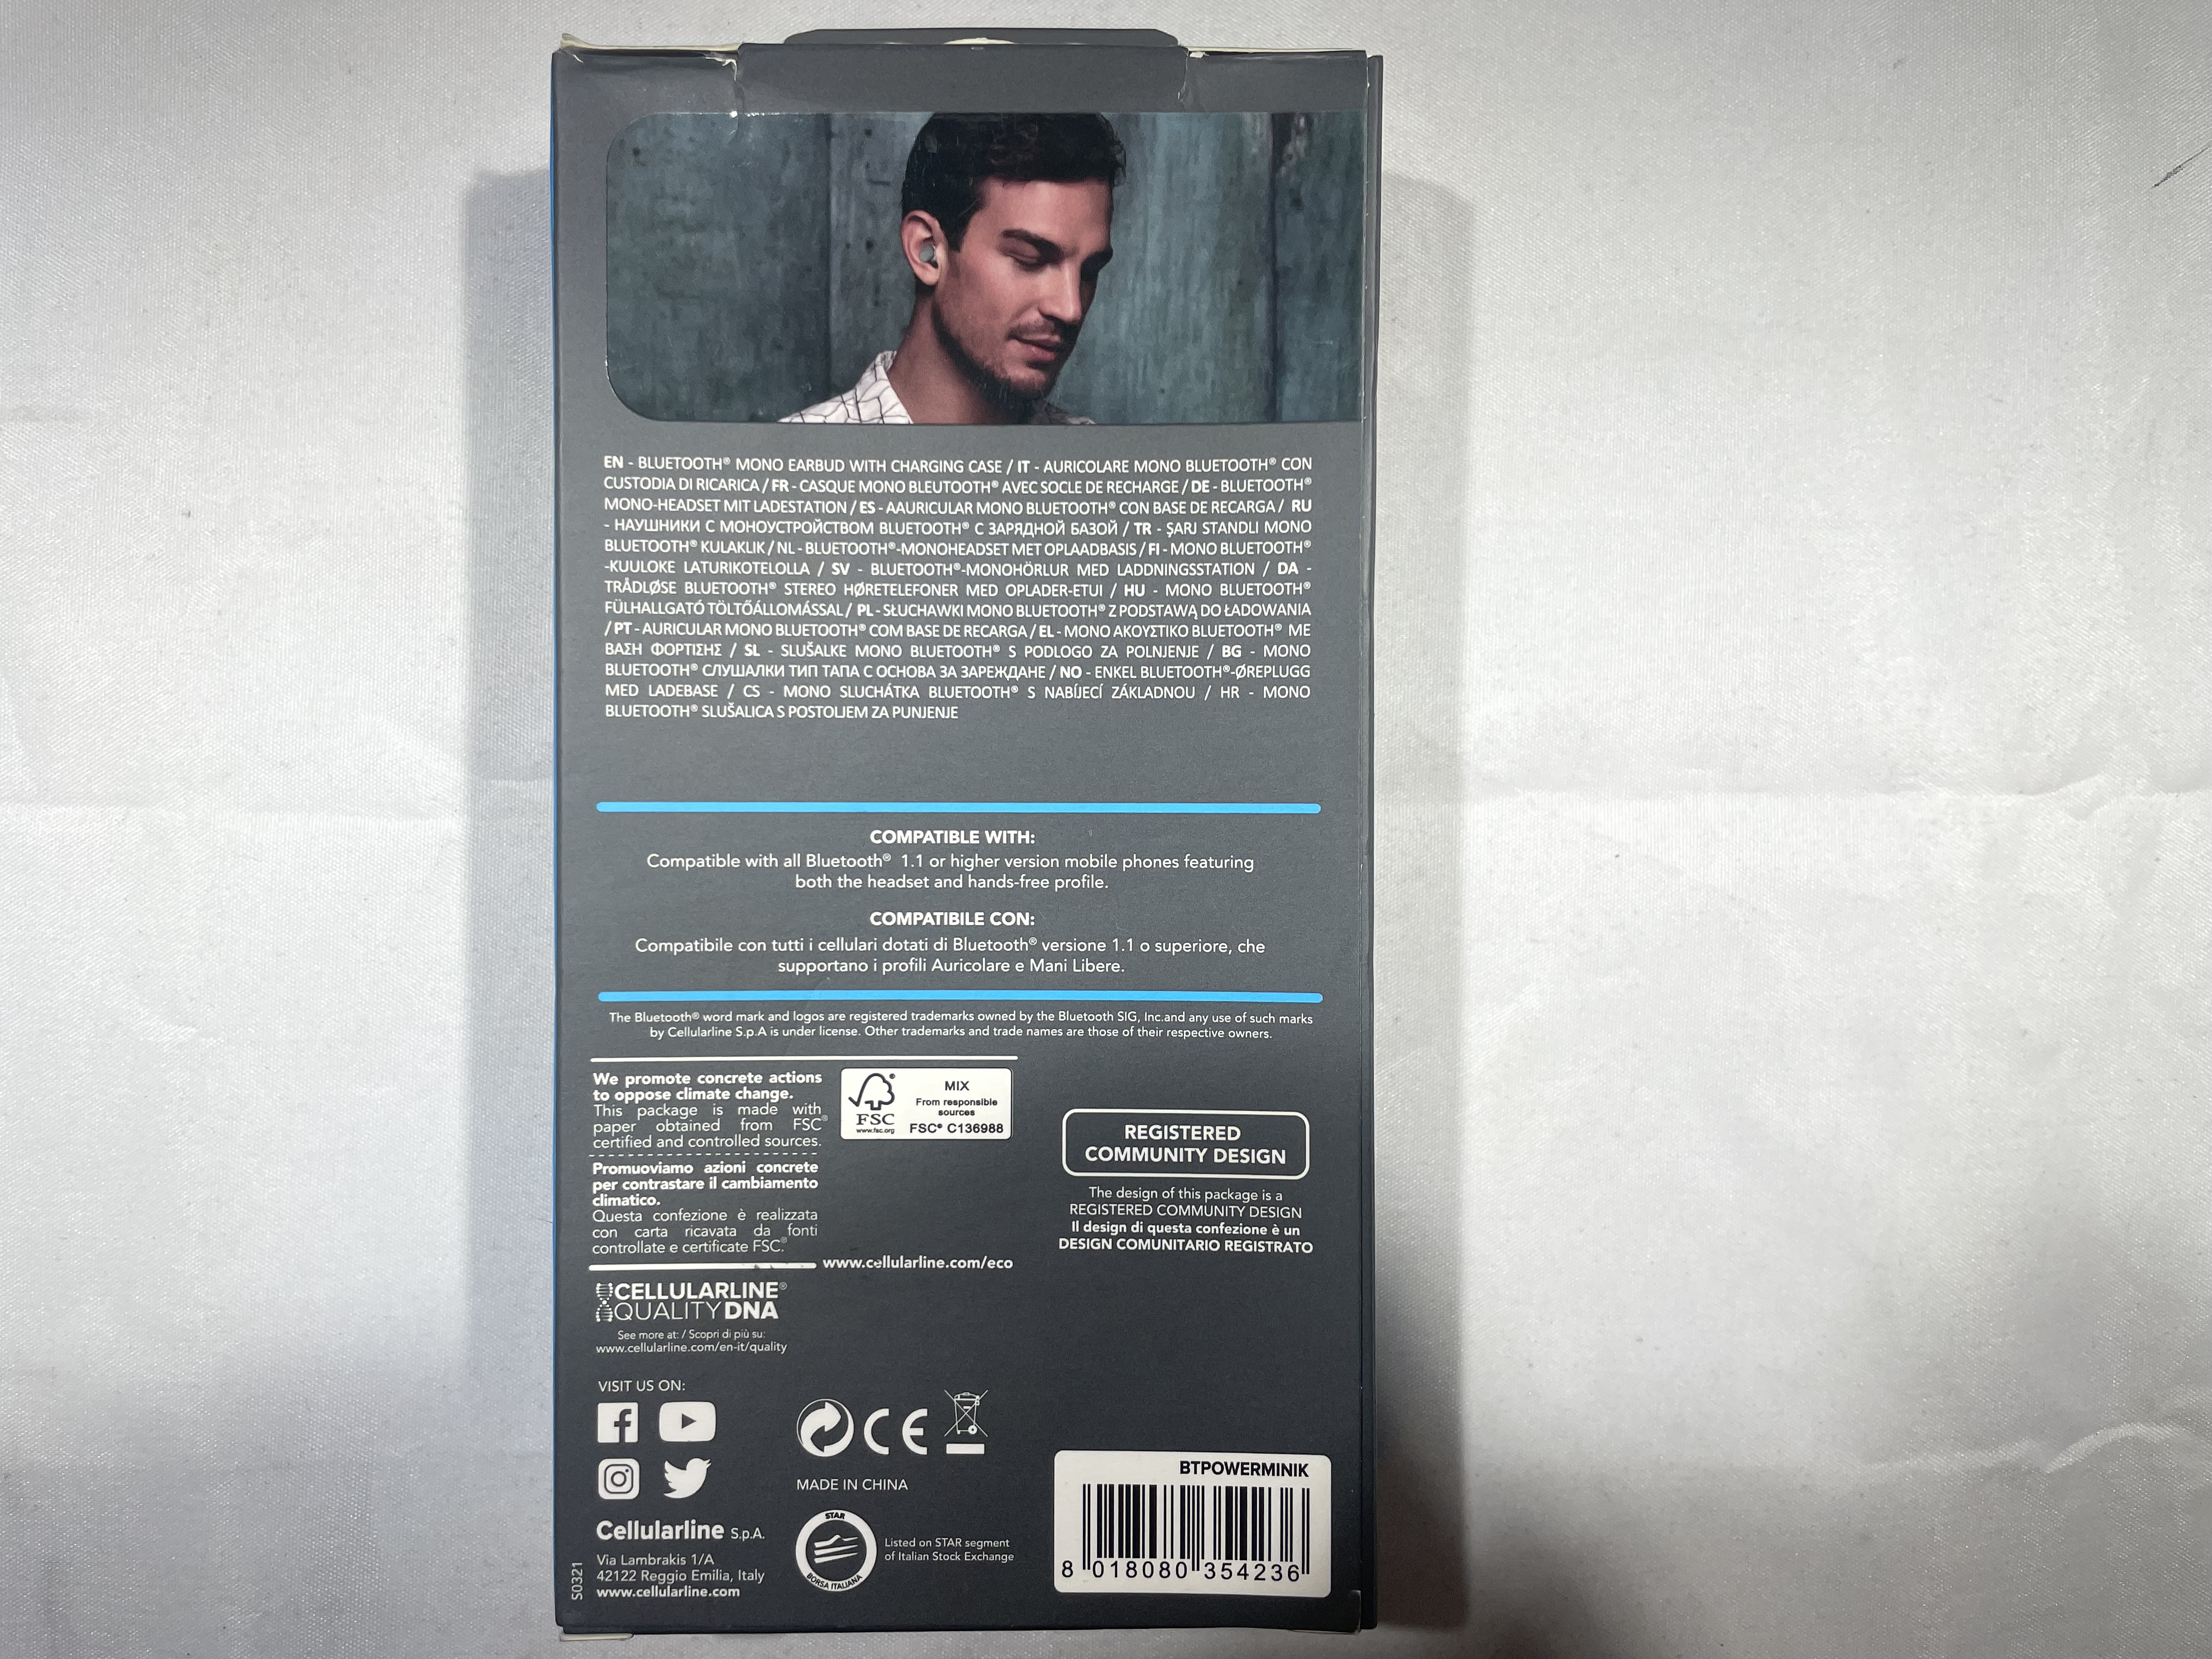 EN - BLUETOOTH® MONO EARBUD WITH CHARGING CASE / IT - AURICOLARE MONO BLUETOOTH® CON
CUSTODIA DI RICARICA / FR - CASQUE MONO BLEUTOOTH® AVEC SOCLE DE RECHARGE / DE - BLUETOOTH®
MONO-HEADSET MIT LADESTATION / ES - AAURICULAR MONO BLUETOOTH® CON BASE DE RECARGA / RU
- НАУШНИКИ С МОНОУСТРОЙСТВОМ BLUETOOTH® С ЗАРЯДНОЙ БАЗОЙ / TR - ŞARJ STANDLI MONO
BLUETOOTH® KULAKLIK / NL - BLUETOOTH®-MONOHEADSET MET OPLAADBASIS / FI - MONO BLUETOOTH®
-KUULOKE LATURIKOTELOLLA / SV - BLUETOOTH®-MONOHÖRLUR MED LADDNINGSSTATION / DA -
TRÅDLØSE BLUETOOTH® STEREO HØRETELEFONER MED OPLADER-ETUI / HU - MONO BLUETOOTH®
FÜLHALLGATÓ TÖLTŐÁLLOMÁSSAL / PL - SŁUCHAWKI MONO BLUETOOTH® Z PODSTAWĄ DO ŁADOWANIA
/ PT - AURICULAR MONO BLUETOOTH® COM BASE DE RECARGA / EL - ΜΟΝΟ ΑΚΟΥΣΤΙΚΟ BLUETOOTH® ΜΕ
ΒΑΣΗ ΦΟΡΤΙΣΗΣ / SL - SLUŠALKE MONO BLUETOOTH® S PODLOGO ZA POLNJENJE / BG - MONO
BLUETOOTH® СЛУШАЛКИ ТИП ТАПА С ОСНОВА ЗА ЗАРЕЖДАНЕ / NO - ENKEL BLUETOOTH®-ØREPLUGG
MED LADEBASE / CS - MONO SLUCHÁTKA BLUETOOTH® S NABÍJECÍ ZÁKLADNOU / HR - MONO
BLUETOOTH® SLUŠALICA S POSTOLJEM ZA PUNJENJE
COMPATIBLE WITH:
Compatible with all Bluetooth® 1.1 or higher version mobile phones featuring
both the headset and hands-free profile.
COMPATIBILE CON:
Compatibile con tutti i cellulari dotati di Bluetooth® versione 1.1 o superiore, che
supportano i profili Auricolare e Mani Libere.
The Bluetooth® word mark and logos are registered trademarks owned by the Bluetooth SIG, Inc.and any use of such marks
by Cellularline S.p.A is under license. Other trademarks and trade names are those of their respective owners.
We promote concrete actions
to oppose climate change.
This package is made with
paper obtained from FSC®
certified and controlled sources.
Promuoviamo azioni concrete
per contrastare il cambiamento
climatico.
Questa confezione è realizzata
con carta ricavata da fonti
controllate e certificate FSC.®
www.cellularline.com/eco
FSC
www.fsc.org
MIX
From responsible
sources
FSC® C136988
REGISTERED
COMMUNITY DESIGN
The design of this package is a
REGISTERED COMMUNITY DESIGN
Il design di questa confezione è un
DESIGN COMUNITARIO REGISTRATO
CELLULARLINE®
QUALITY DNA
See more at: / Scopri di più su:
www.cellularline.com/en-it/quality
VISIT US ON:
CE
MADE IN CHINA
Cellularline S.p.A.
Via Lambrakis 1/A
42122 Reggio Emilia, Italy
www.cellularline.com
S0321
STAR
BORSA ITALIANA
Listed on STAR segment
of Italian Stock Exchange
BTPOWERMINIK
8 018080 354236